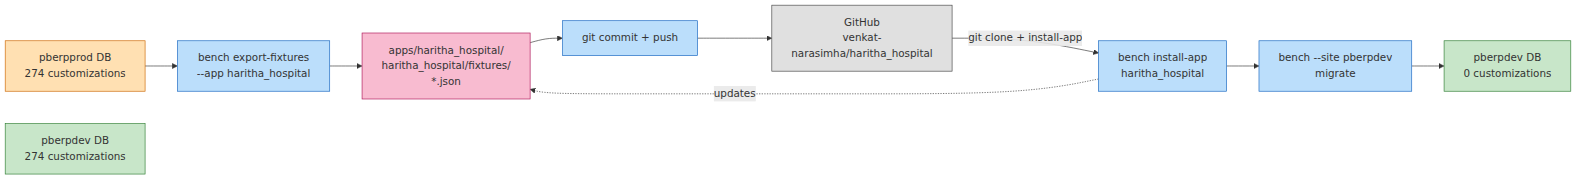 pberpprod DB
274 customizations
bench export-fixtures
--app haritha_hospital
apps/haritha_hospital/
haritha_hospital/fixtures/
*.json
git commit + push
GitHub
venkat-
narasimha/haritha_hospital
git clone + install-app
updates
bench install-app
haritha_hospital
bench --site pberpdev
migrate
pberpdev DB
0 customizations
pberpdev DB
274 customizations